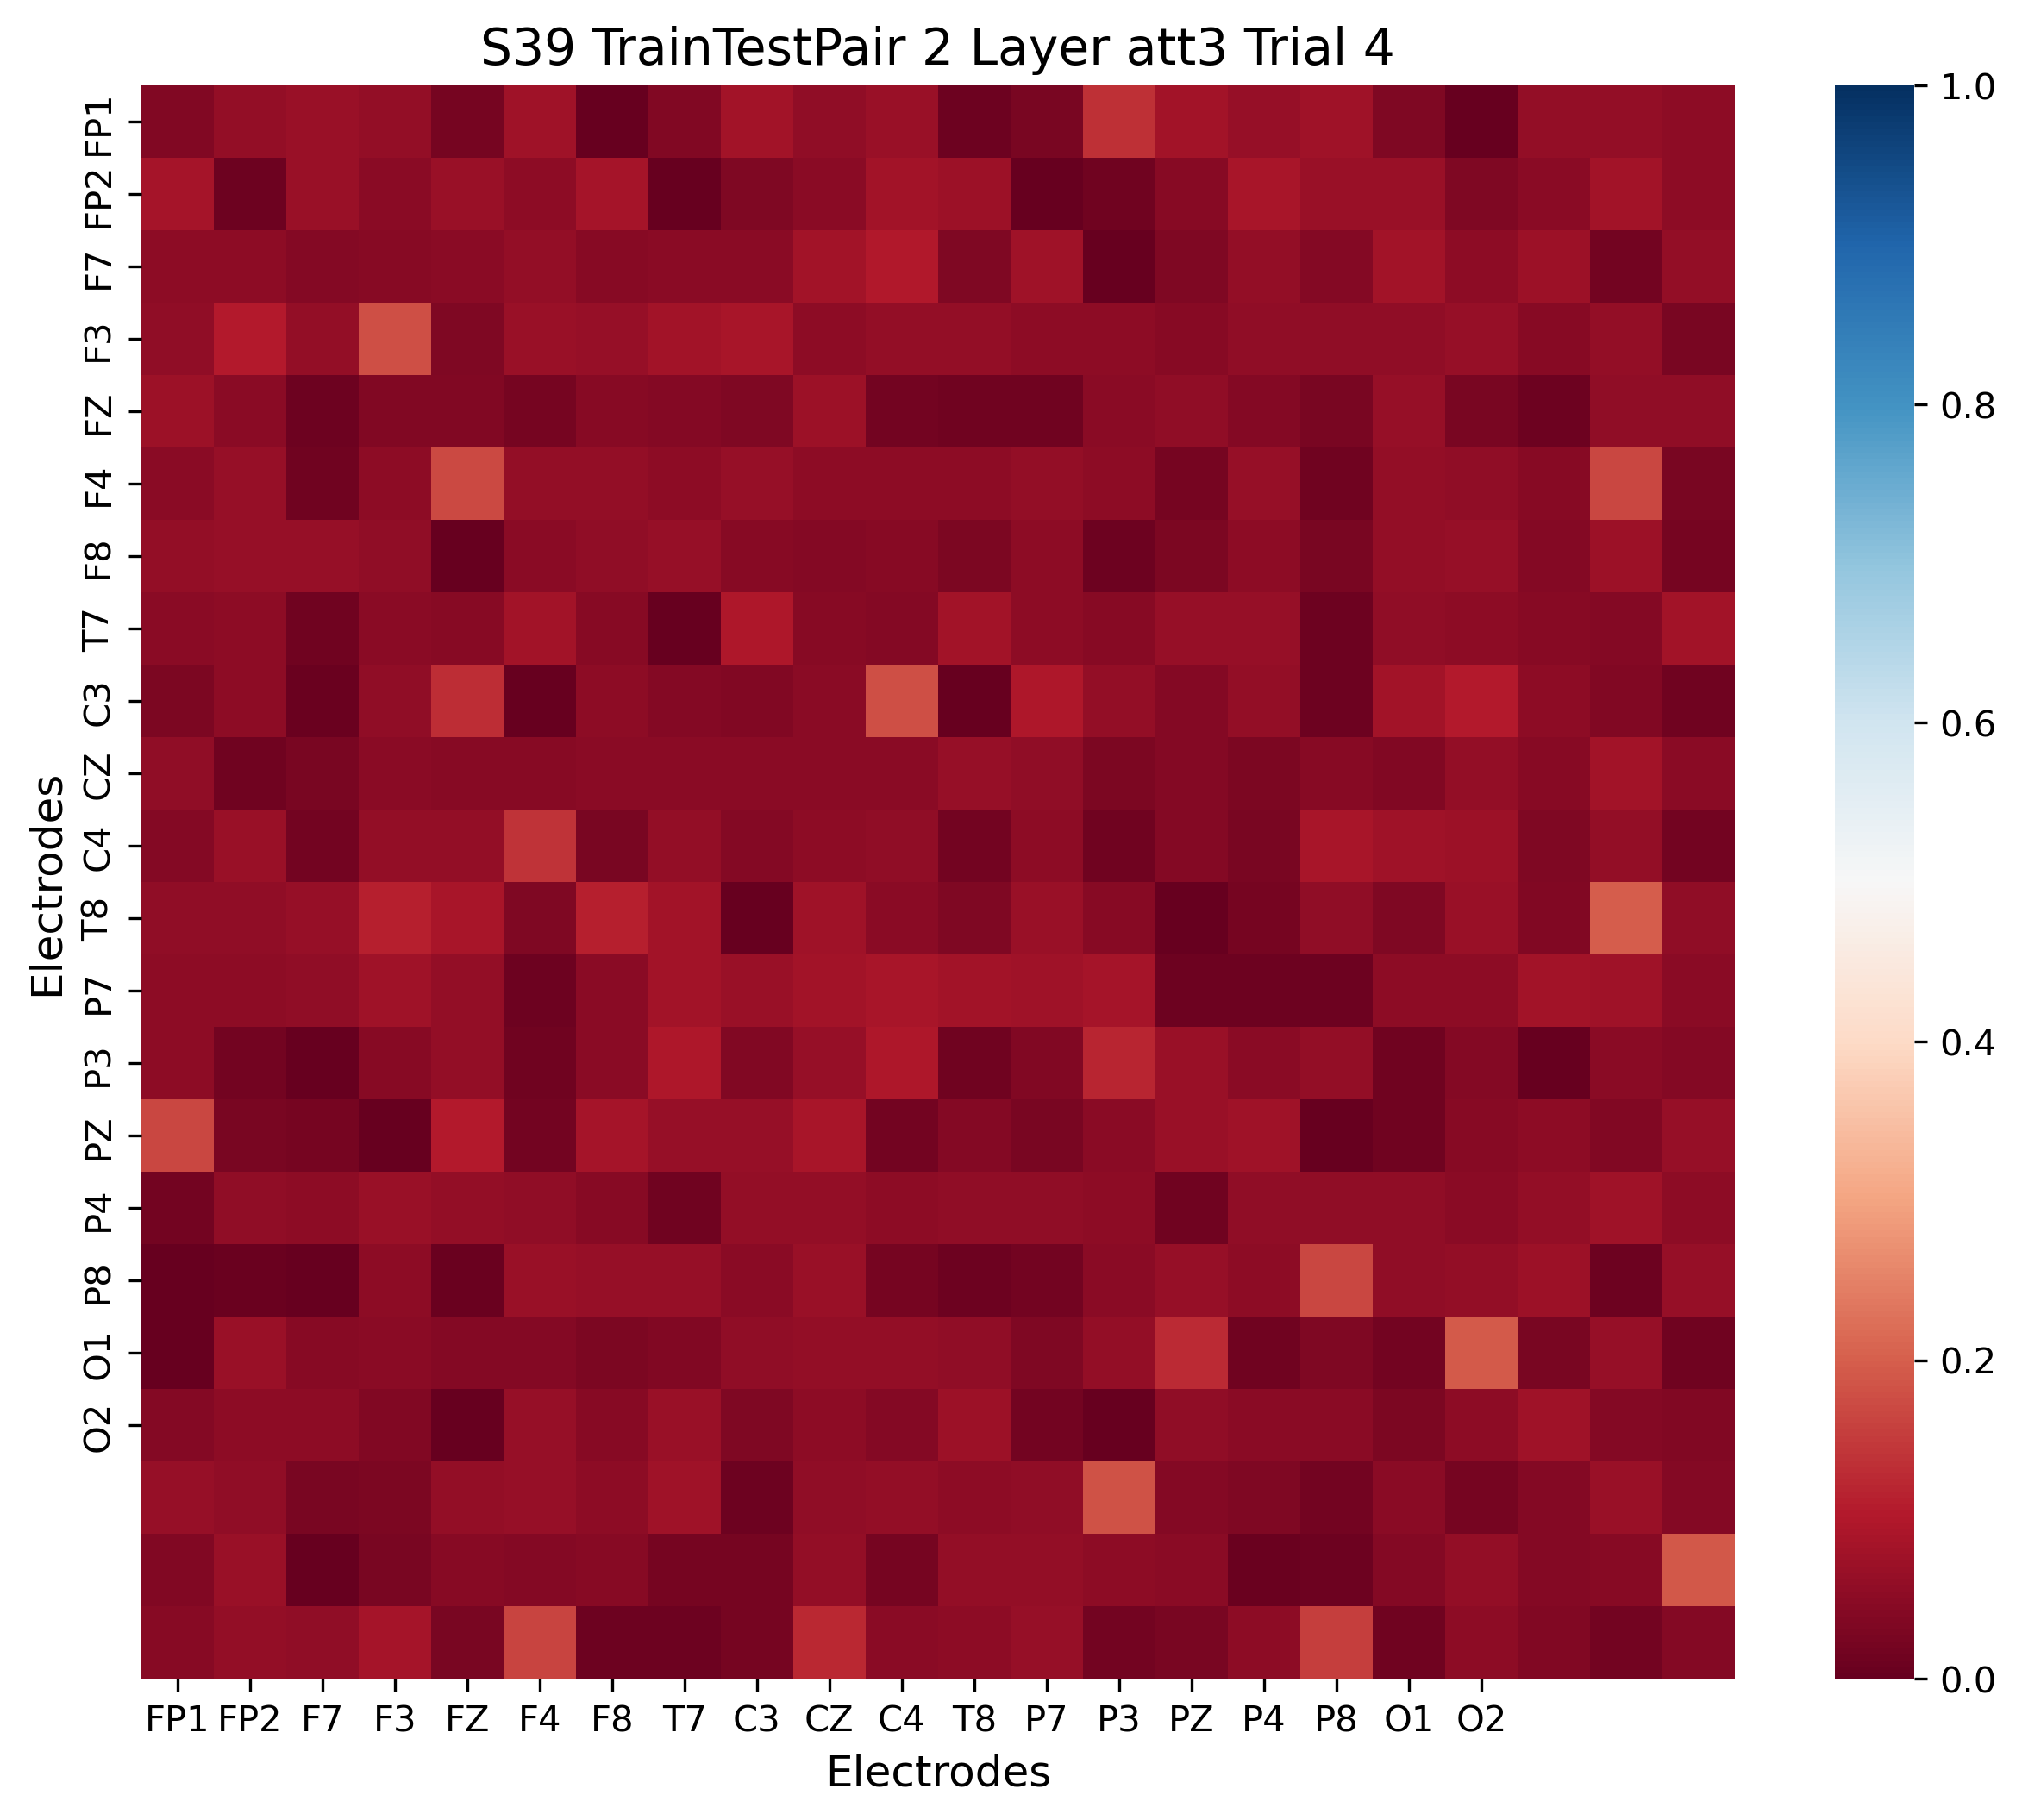 S39 TrainTestPair 2 Layer att3 Trial 4
Electrodes
FP1
FP2
F7
F3
FZ
F4
F8
T7
C3
CZ
C4
T8
P7
P3
PZ
P4
P8
O1
O2
FP1 FP2 F7 F3 FZ F4 F8 T7 C3 CZ C4 T8 P7 P3 PZ P4 P8 O1 O2
Electrodes
1.0
0.8
0.6
0.4
0.2
0.0